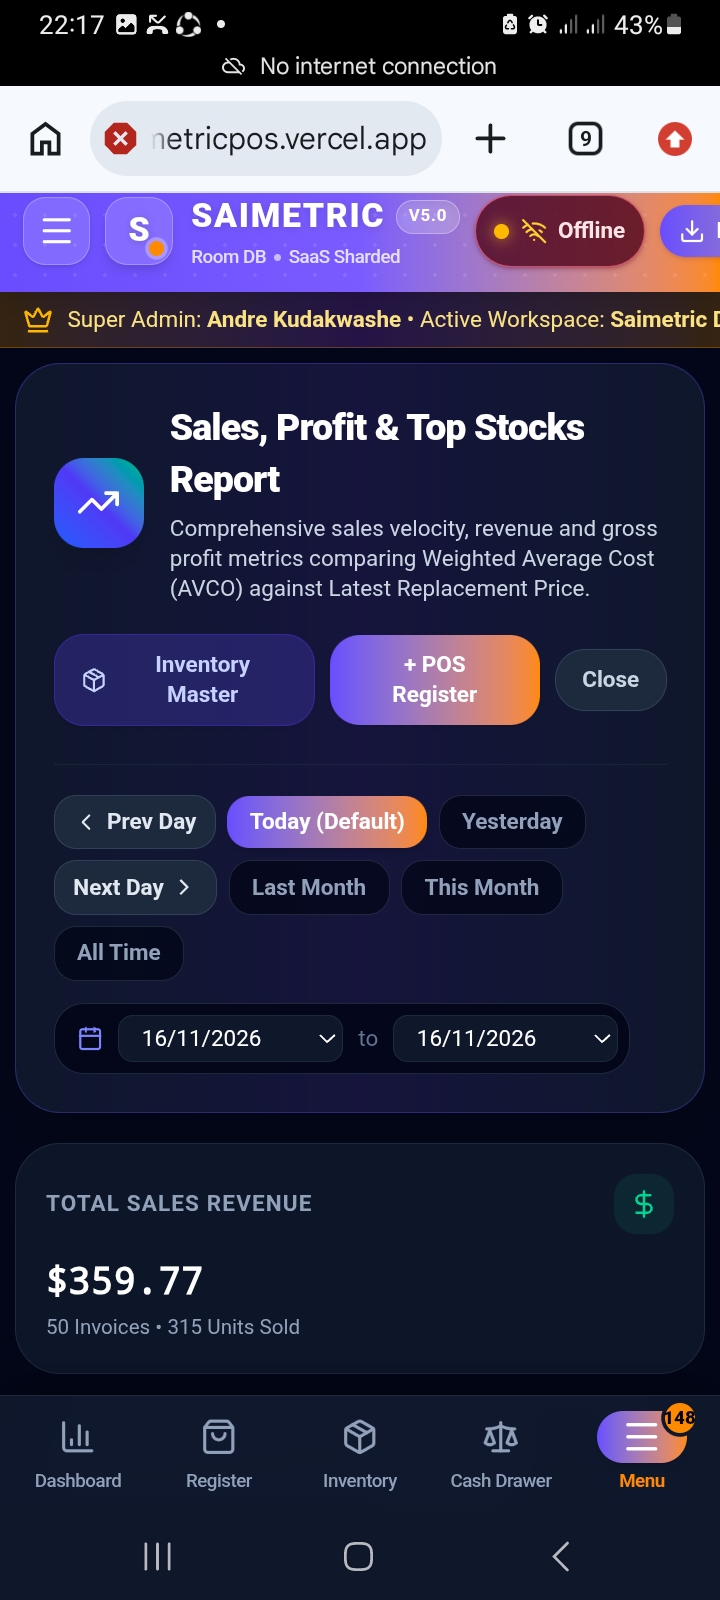 22:17
43%
No internet connection
netricpos.vercel.app
9
S
SAIMETRIC
V5.0
Room DB • SaaS Sharded
Offline
Super Admin: Andre Kudakwashe • Active Workspace: Saimetric
Sales, Profit & Top Stocks
Report
Comprehensive sales velocity, revenue and gross
profit metrics comparing Weighted Average Cost
(AVCO) against Latest Replacement Price.
Inventory
Master
+ POS
Register
Close
Prev Day
Today (Default)
Yesterday
Next Day
Last Month
This Month
All Time
16/11/2026
to
16/11/2026
TOTAL SALES REVENUE
$
$359.77
50 Invoices • 315 Units Sold
148
Dashboard
Register
Inventory
Cash Drawer
Menu